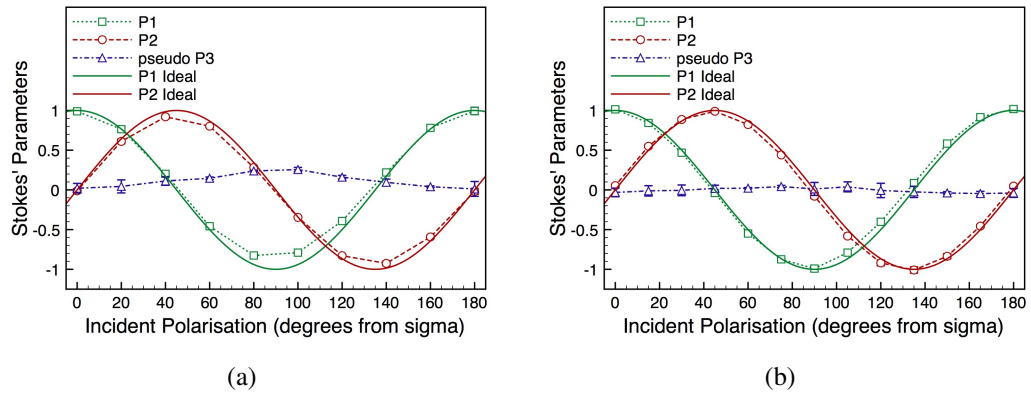 P1
P2
pseudo P3
P1 Ideal
P2 Ideal
1
0.5
0
-0.5
-1
Stokes' Parameters
0 20 40 60 80 100 120 140 160 180
Incident Polarisation (degrees from sigma)
(a)
P1
P2
pseudo P3
P1 Ideal
P2 Ideal
1
0.5
0
-0.5
-1
Stokes' Parameters
0 20 40 60 80 100 120 140 160 180
Incident Polarisation (degrees from sigma)
(b)